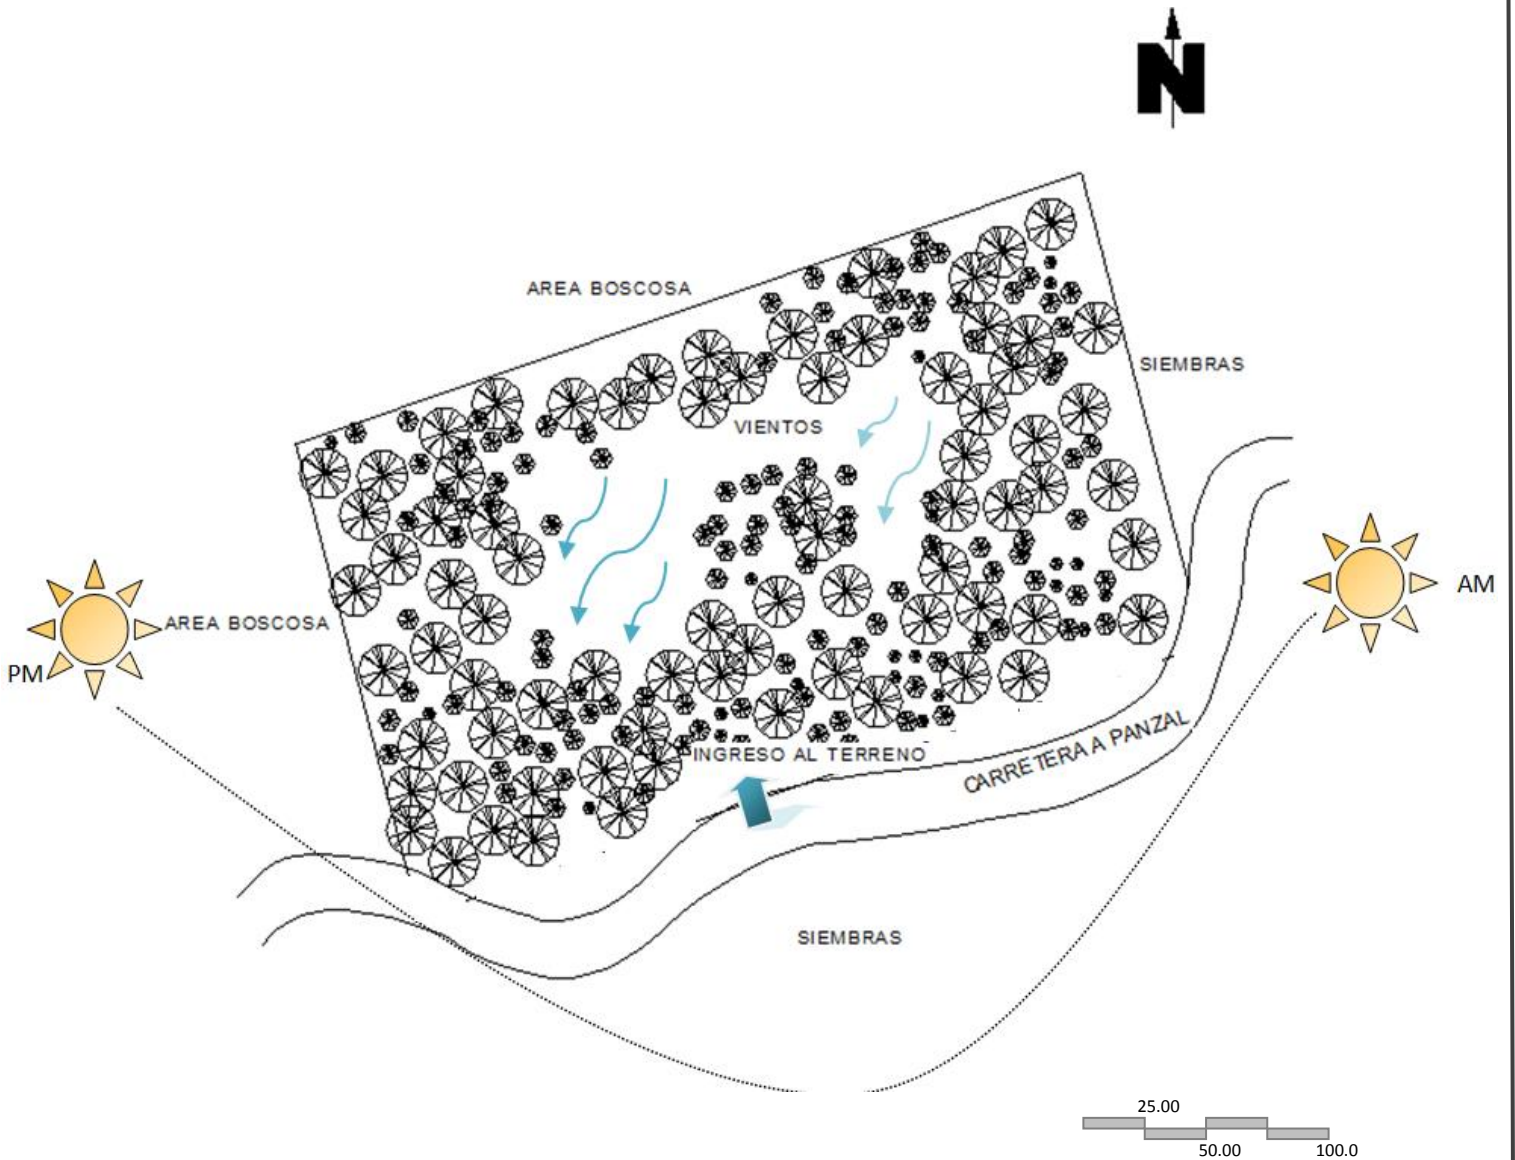 N
AREA BOSCOSA
SIEMBRAS
VIENTOS
AM
AREA BOSCOSA
PM
INGRESO AL TERRENO
CARRETERA A PANZAL
SIEMBRAS
25.00
50.00
100.0